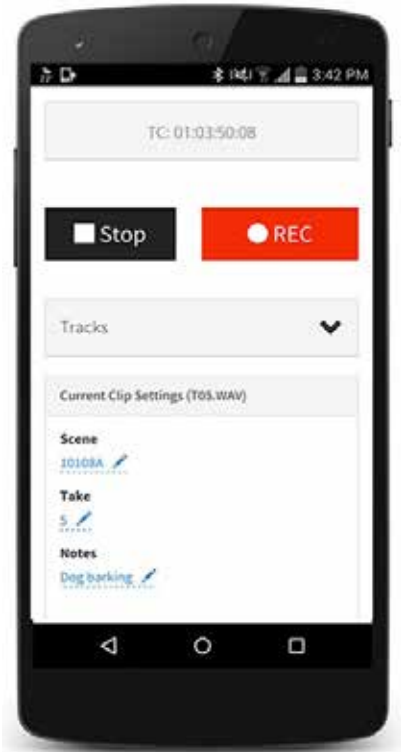 3:42 PM
TC: 01:03:50:08
Stop
REC
Tracks
Current Clip Settings (T05.WAV)
Scene
10108A
Take
5
Notes
Dog barking